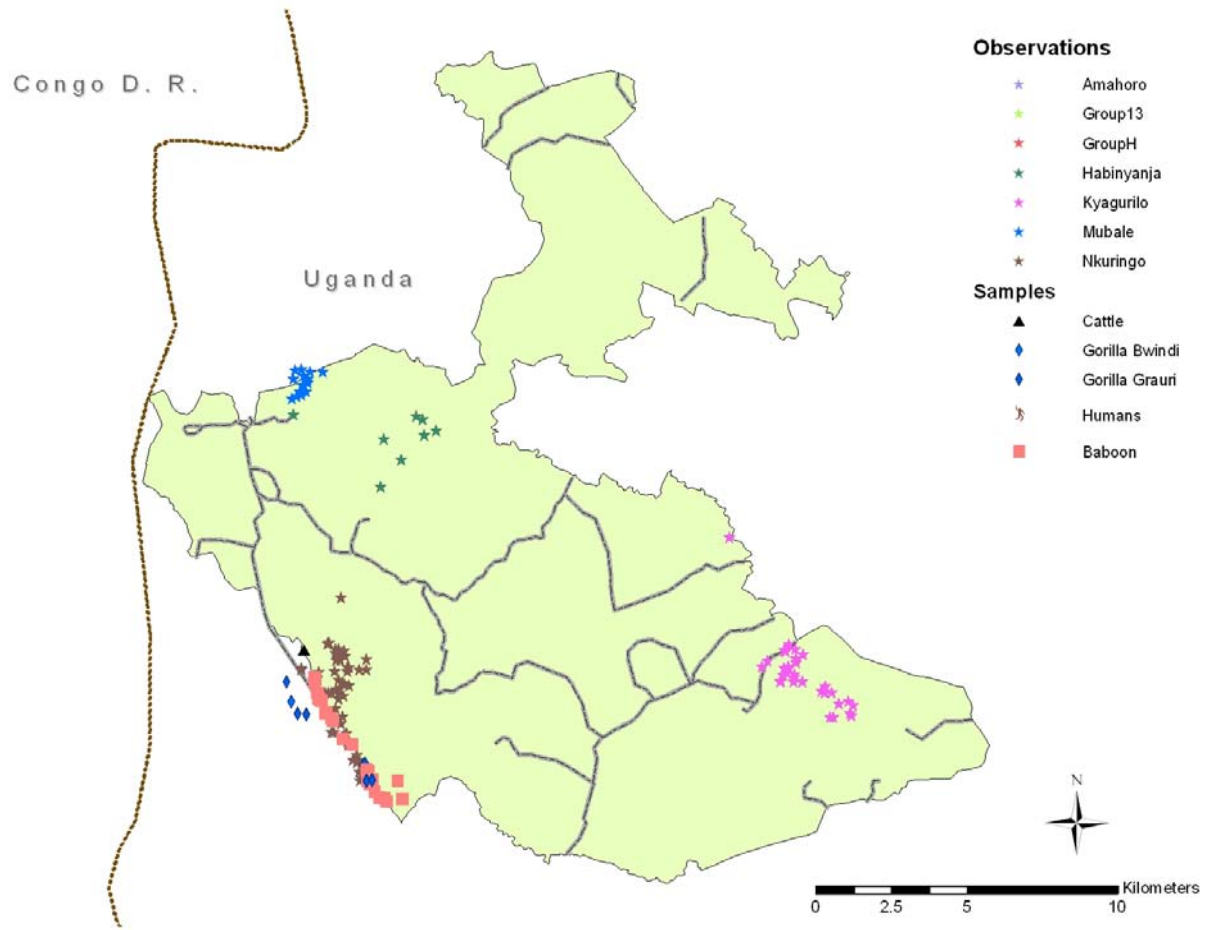 Congo D. R.
Uganda
Observations
Amahoro
Group13
GroupH
Habinyanja
Kyagurilo
Mubale
Nkuringo
Samples
Cattle
Gorilla Bwindi
Gorilla Grauri
Humans
Baboon
N
Kilometers
0 2.5 5 10